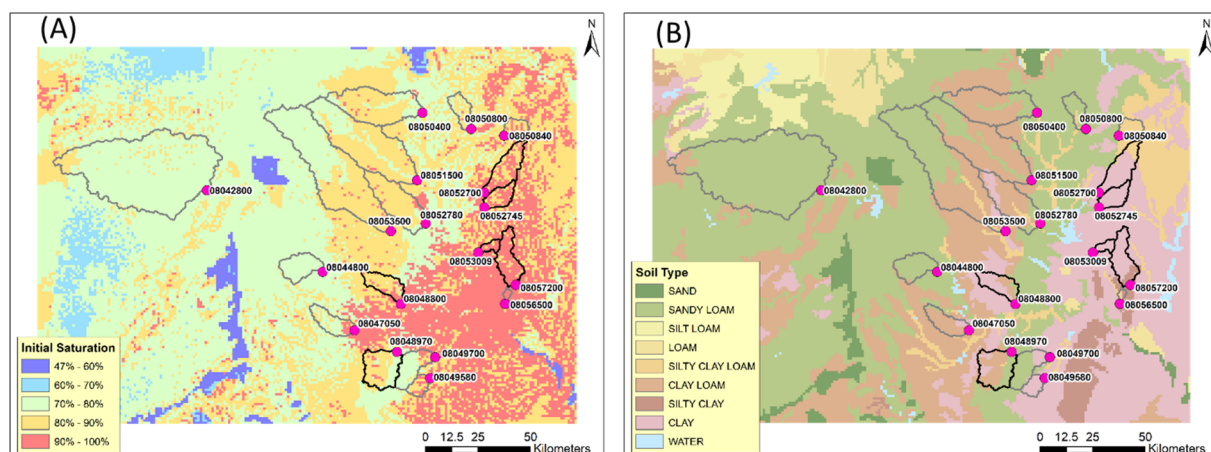 (A)
N
08050800
08050400
08050840
08042800
08051500
08052700
08052780
08052745
08053500
08053009
08044800
08057200
08048800
08056500
08047050
08048970
08049700
08049580
Initial Saturation
47% - 60%
60% - 70%
70% - 80%
80% - 90%
90% - 100%
0 12.5 25 50
Kilometers
(B)
N
08050800
08050400
08050840
08042800
08051500
08052700
08052780
08052745
08053500
08053009
08044800
08057200
08048800
08056500
08047050
08048970
08049700
08049580
Soil Type
SAND
SANDY LOAM
SILT LOAM
LOAM
SILTY CLAY LOAM
CLAY LOAM
SILTY CLAY
CLAY
WATER
0 12.5 25 50
Kilometers